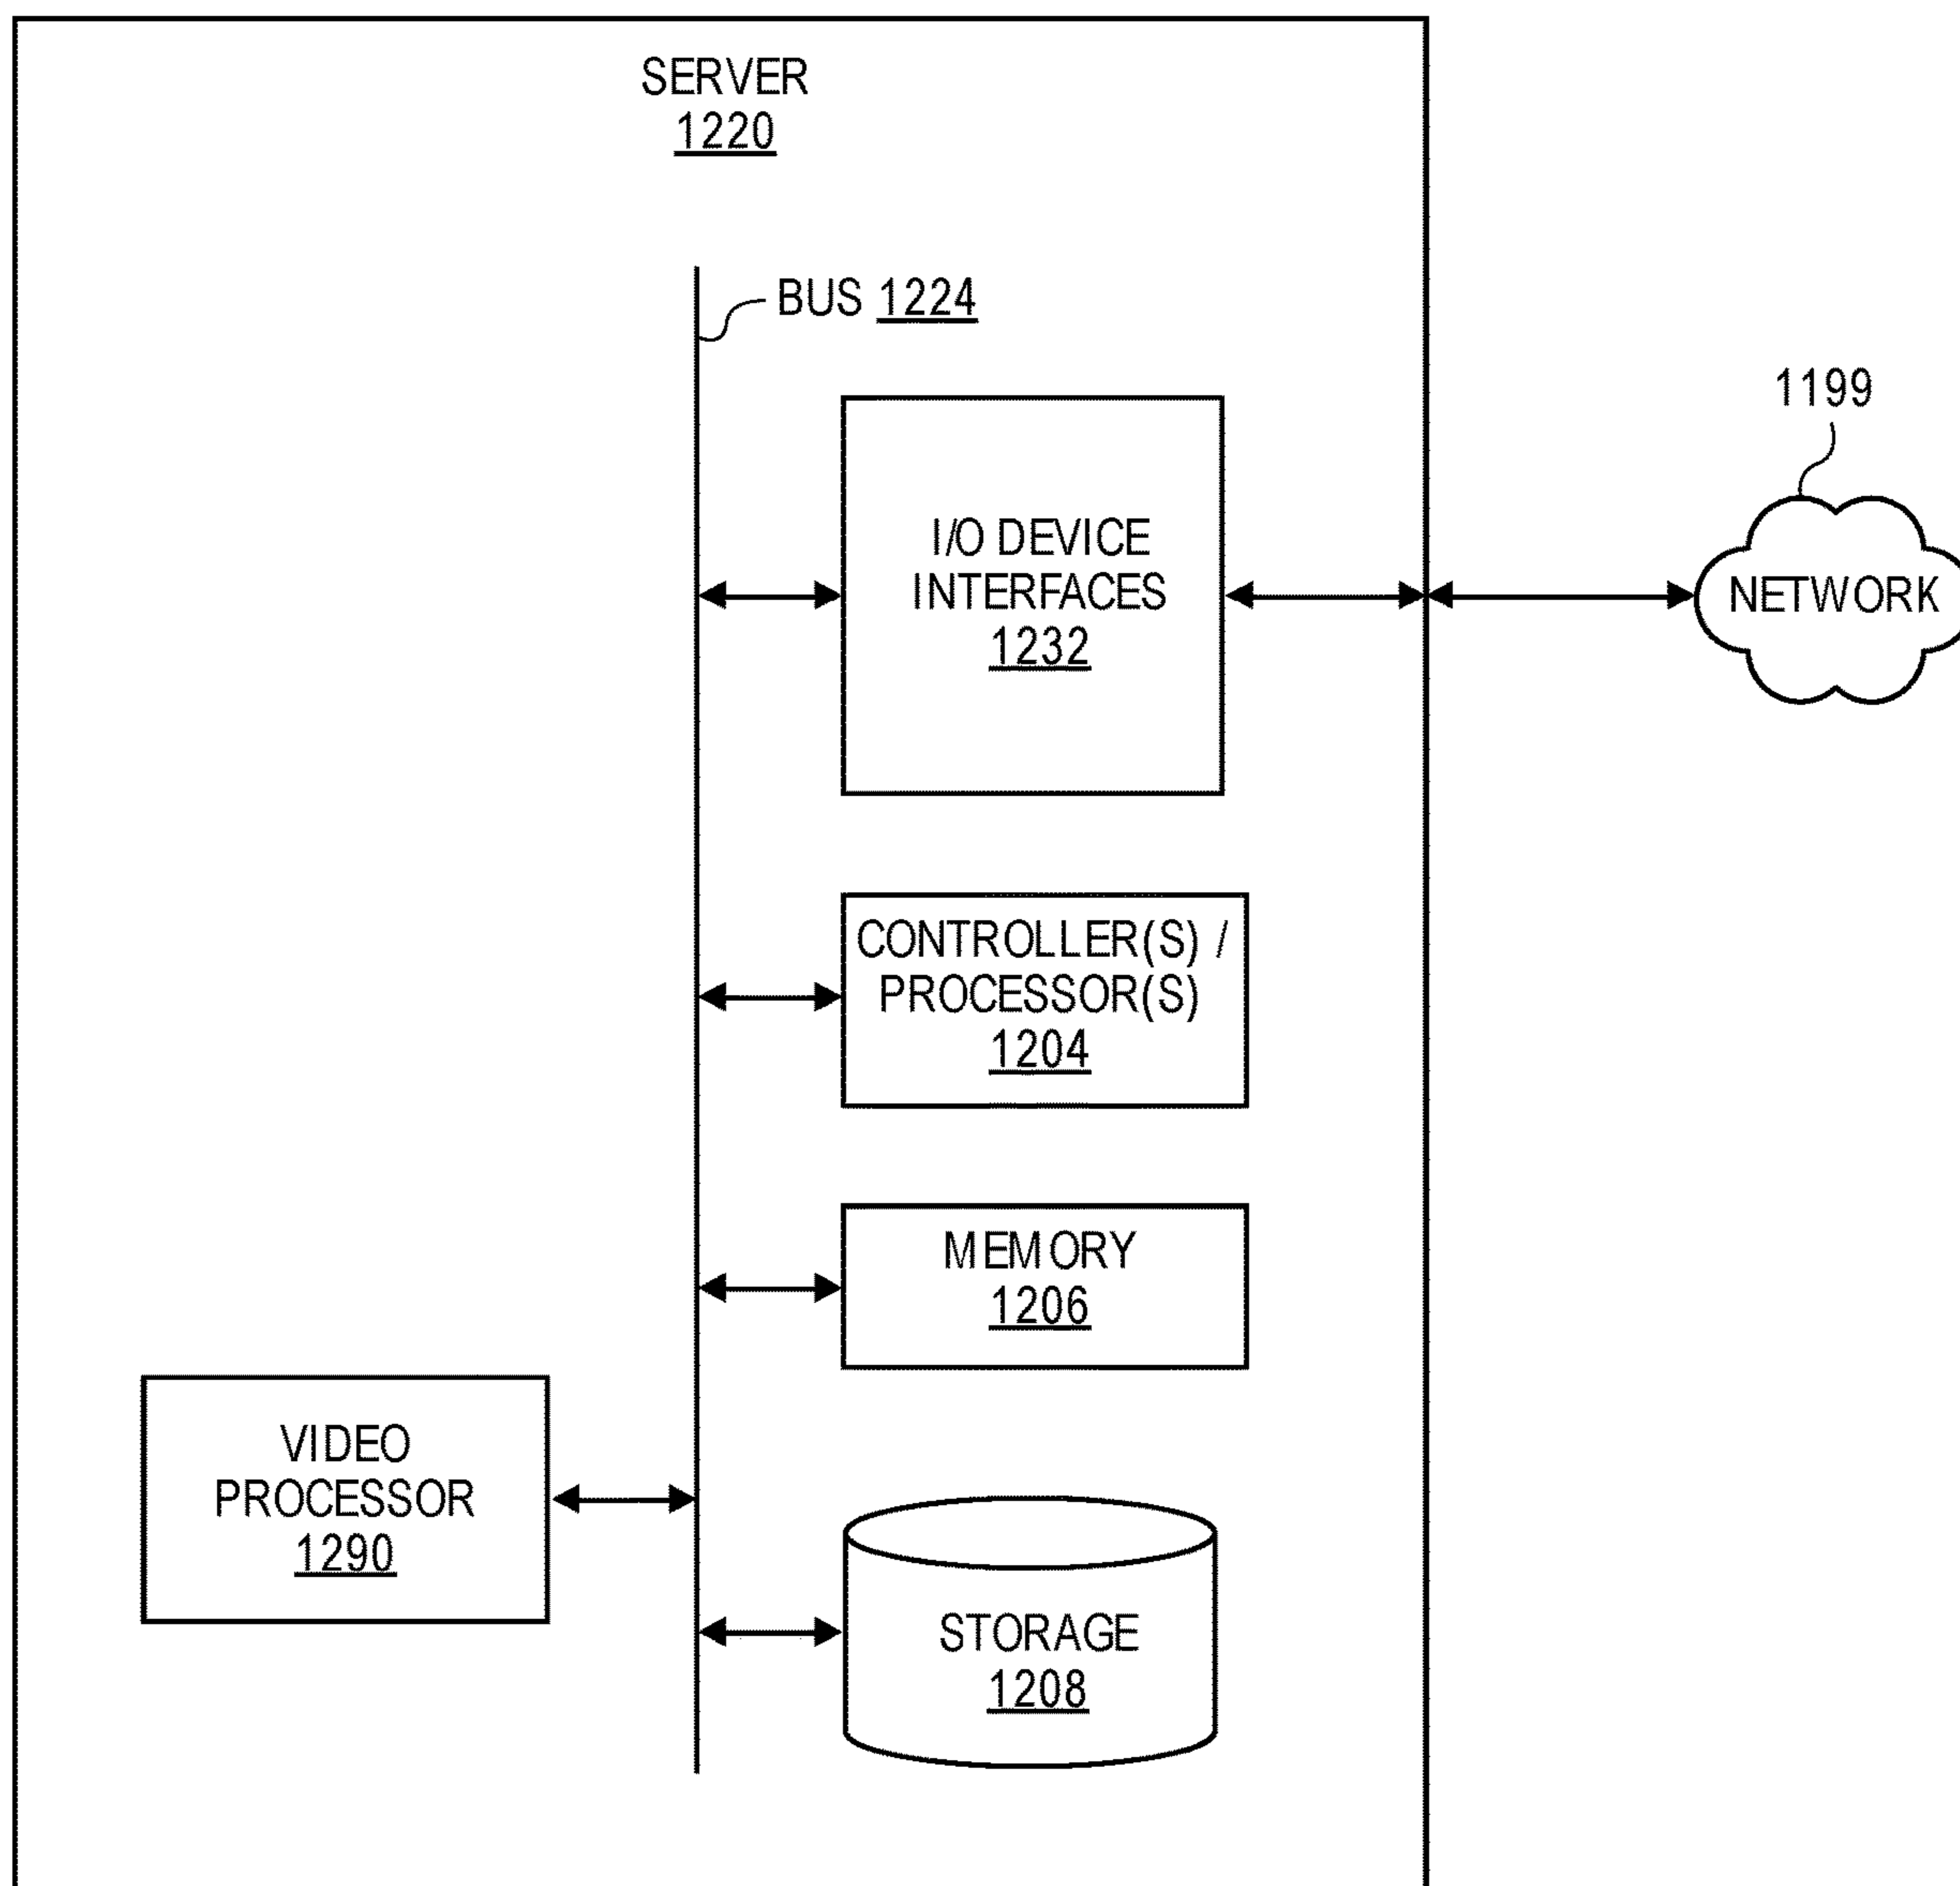 SERVER
1220
BUS 1224
1199
I/O DEVICE
INTERFACES
1232
NETWORK
CONTROLLER(S) /
PROCESSOR(S)
1204
MEMORY
1206
VIDEO
PROCESSOR
1290
STORAGE
1208